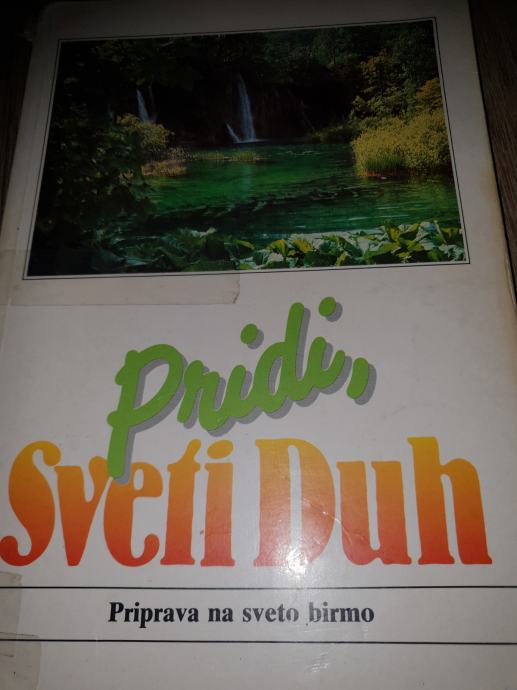 Pridi,
Sveti Duh
Priprava na sveto birmo